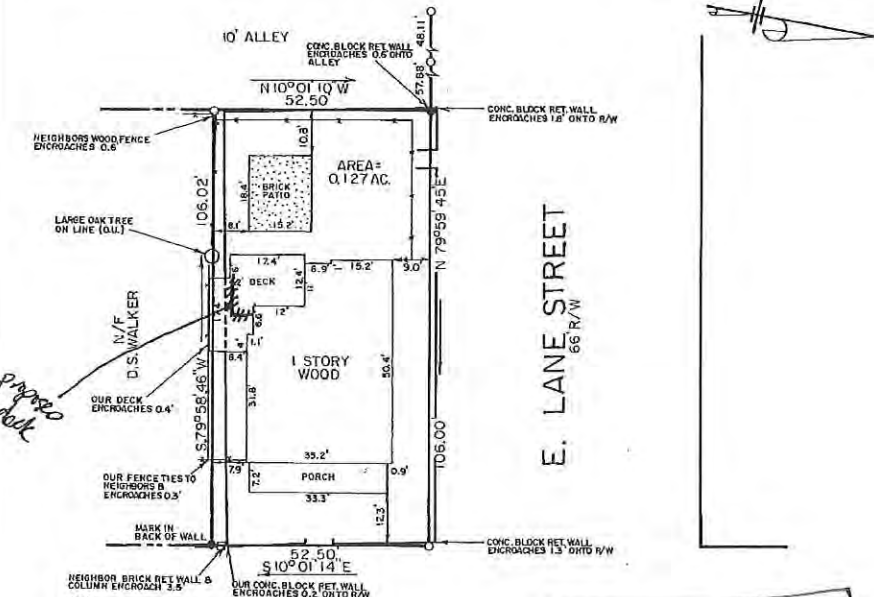 10' ALLEY
CONC. BLOCK RET. WALL
ENCROACHES 0.6' ONTO
ALLEY
48.11'
57.88'
N 10°01'10" W
52.50'
CONC. BLOCK RET. WALL
ENCROACHES 1.8' ONTO R/W
NEIGHBORS WOOD FENCE
ENCROACHES 0.6'
10.8'
AREA=
0.127 AC.
BRICK
PATIO
18.4'
8.1'
15.2'
106.02'
N 79°59'45"E
LARGE OAK TREE
ON LINE (O.U.)
17.4'
8.9'
15.2'
9.0'
DECK
12.4'
12'
6.6'
1.1'
4'
8.4'
N/F
D.S. WALKER
1 STORY
WOOD
50.4'
E. LANE STREET
66' R/W
proposed
deck
S 79°58'46"W
OUR DECK
ENCROACHES 0.4'
31.8'
106.00'
35.2'
7.9'
7.2'
PORCH
0.9'
33.3'
12.3'
OUR FENCE TIES TO
NEIGHBORS &
ENCROACHES 0.3'
MARK IN
BACK OF WALL
52.50'
S 10°01'14" E
CONC. BLOCK RET. WALL
ENCROACHES 1.3' ONTO R/W
NEIGHBOR BRICK RET WALL &
COLUMN ENCROACH 3.5'
OUR CONC. BLOCK RET. WALL
ENCROACHES 0.2' ONTO R/W